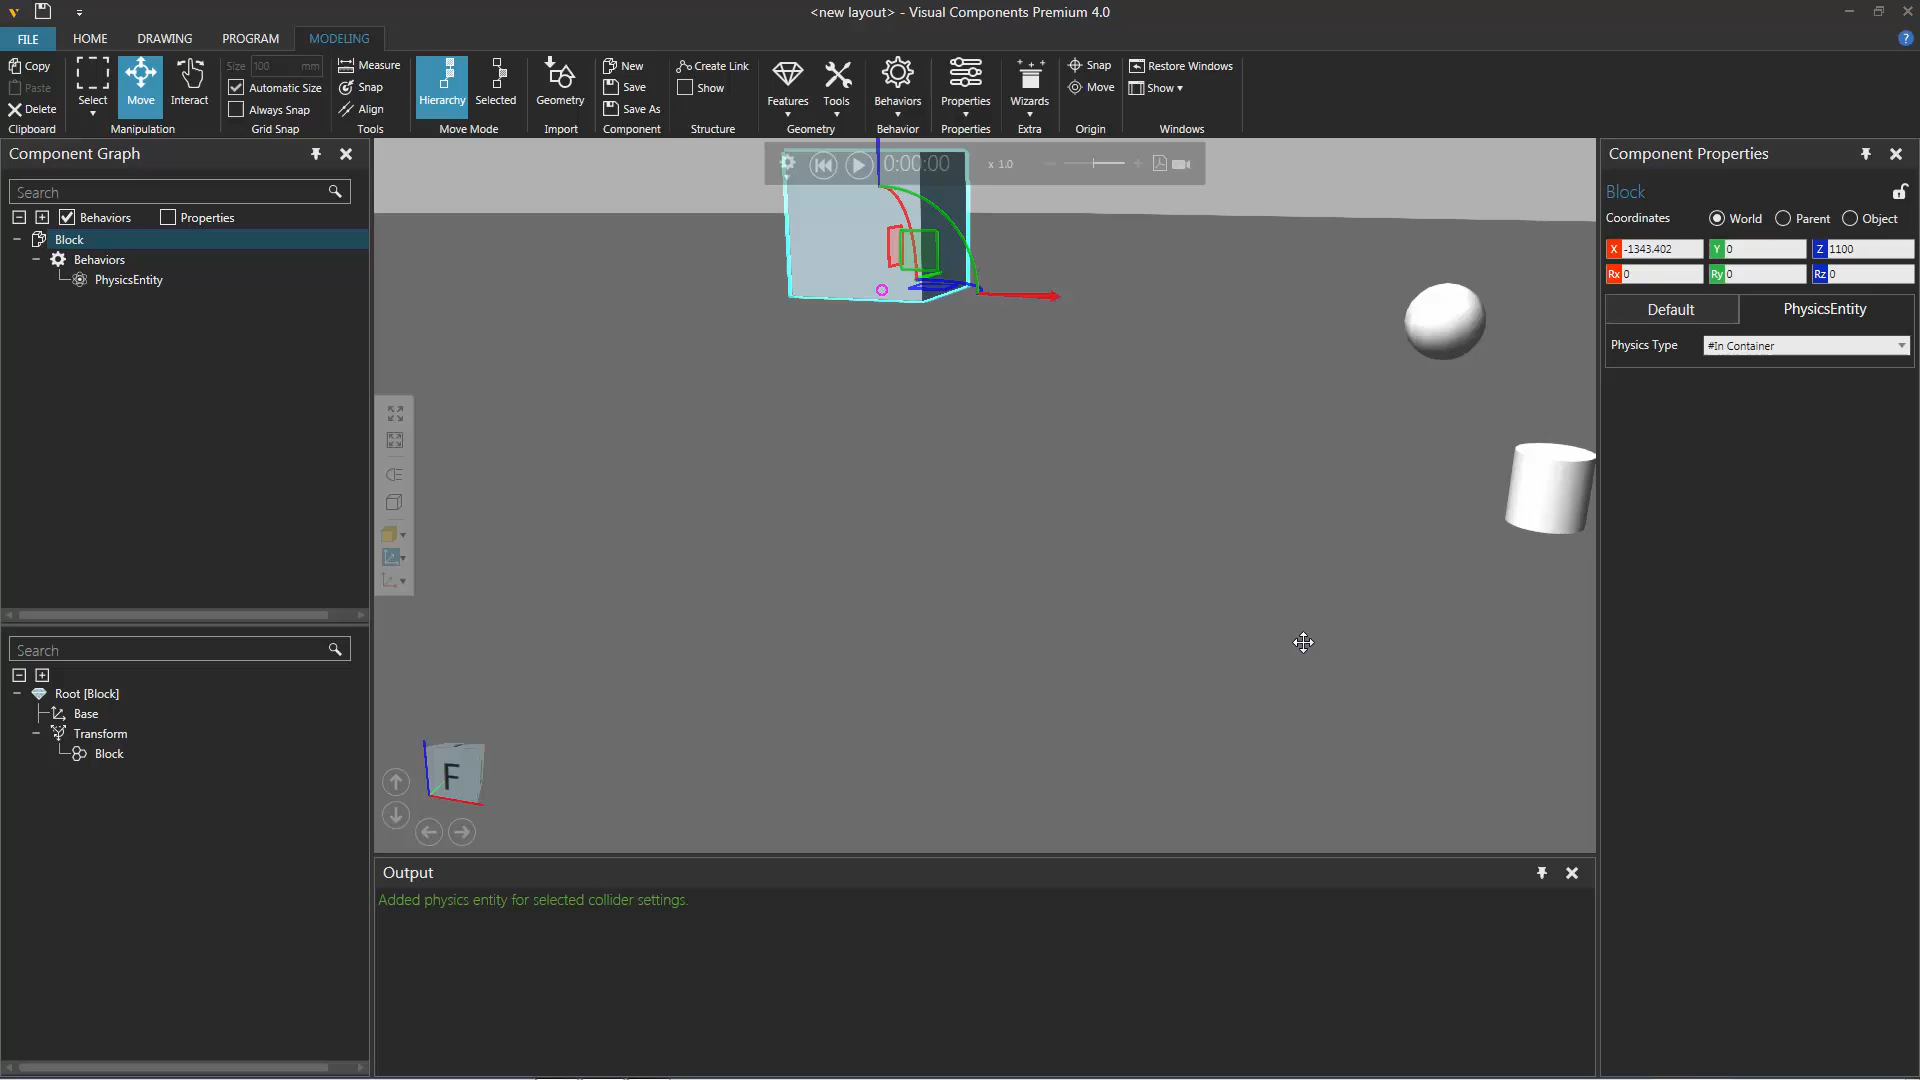 <new layout> - Visual Components Premium 4.0
FILE HOME DRAWING PROGRAM MODELING
Copy
Paste
Delete
Clipboard
Select
Move
Interact
Manipulation
Size 100 mm
Automatic Size
Always Snap
Grid Snap
Measure
Snap
Align
Tools
Hierarchy
Selected
Move Mode
Geometry
Import
New
Save
Save As
Component
Create Link
Show
Structure
Features
Tools
Geometry
Behaviors
Behavior
Properties
Properties
Wizards
Extra
Snap
Move
Origin
Restore Windows
Show
Windows
Component Graph
Search
Behaviors Properties
Block
Behaviors
PhysicsEntity
Search
Root [Block]
Base
Transform
Block
0:00:00 x 1.0
F
Output
Added physics entity for selected collider settings.
Component Properties
Block
Coordinates World Parent Object
X -1343.402 Y 0 Z 1100
Rx 0 Ry 0 Rz 0
Default PhysicsEntity
Physics Type #In Container